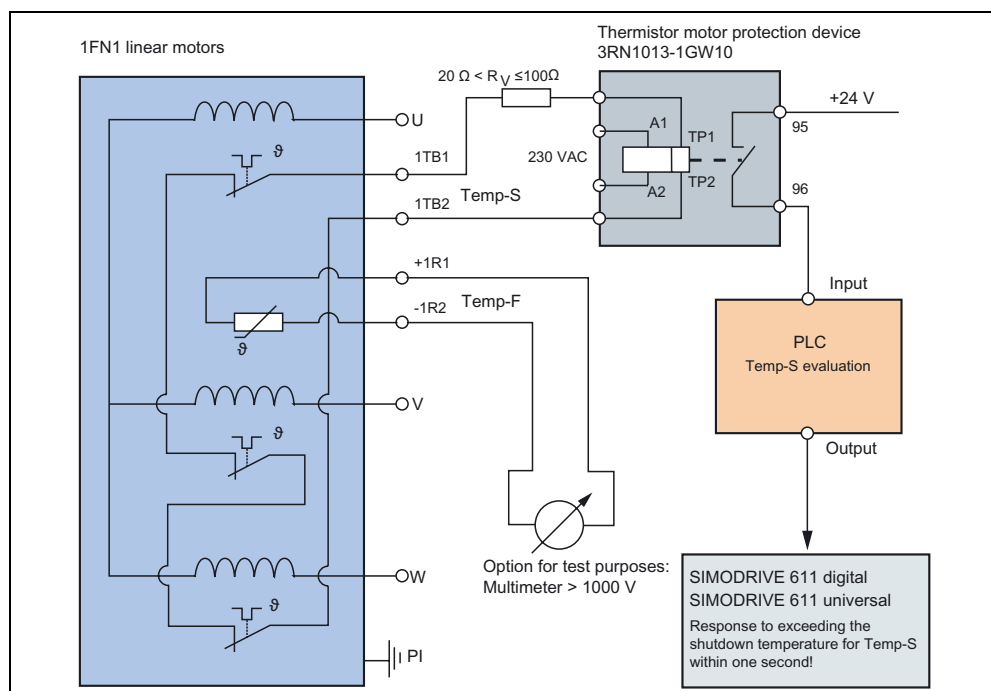 1FN1 linear motors
Thermistor motor protection device
3RN1013-1GW10
20 Ω < RV ≤100Ω
+24 V
U
A1
TP1
95
ϑ
1TB1
230 VAC
A2
TP2
96
Temp-S
1TB2
+1R1
Temp-F
-1R2
ϑ
Input
PLC
Temp-S evaluation
V
ϑ
Output
Option for test purposes:
Multimeter > 1000 V
W
ϑ
PI
SIMODRIVE 611 digital
SIMODRIVE 611 universal
Response to exceeding the
shutdown temperature for Temp-S
within one second!